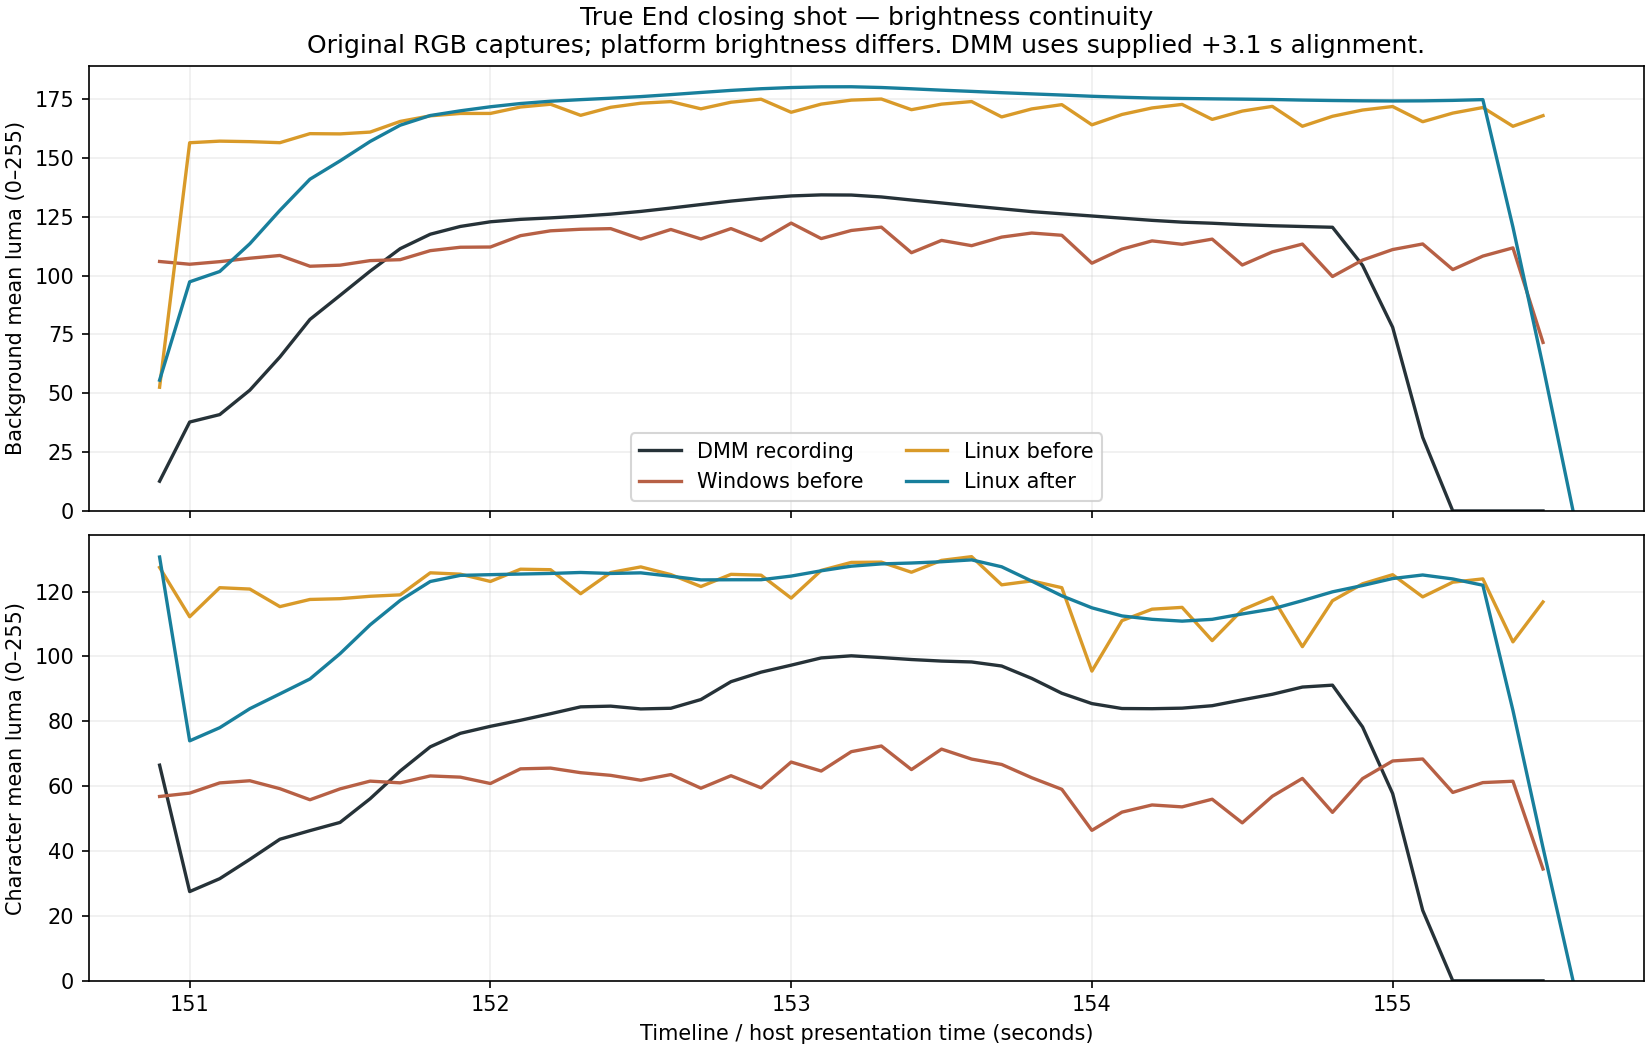 True End closing shot — brightness continuity
Original RGB captures; platform brightness differs. DMM uses supplied +3.1 s alignment.
Background mean luma (0–255)
175
150
125
100
75
50
25
0
DMM recording
Windows before
Linux before
Linux after
Character mean luma (0–255)
120
100
80
60
40
20
0
151
152
153
154
155
Timeline / host presentation time (seconds)